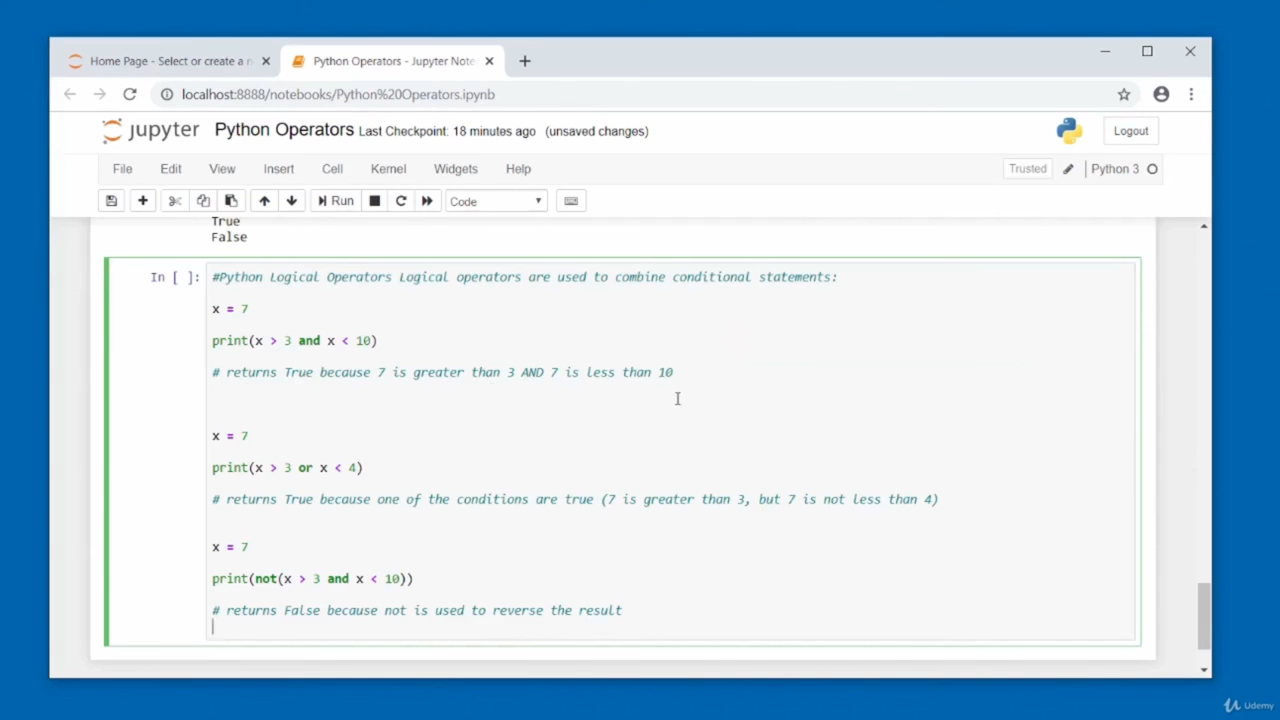 Home Page - Select or create a n
Python Operators - Jupyter Note
localhost:8888/notebooks/Python%20Operators.ipynb
jupyter Python Operators Last Checkpoint: 18 minutes ago (unsaved changes)
Logout
File Edit View Insert Cell Kernel Widgets Help
Trusted Python 3
Run Code
True
False
In [ ]: #Python Logical Operators Logical operators are used to combine conditional statements:
x = 7
print(x > 3 and x < 10)
# returns True because 7 is greater than 3 AND 7 is less than 10
x = 7
print(x > 3 or x < 4)
# returns True because one of the conditions are true (7 is greater than 3, but 7 is not less than 4)
x = 7
print(not(x > 3 and x < 10))
# returns False because not is used to reverse the result
Udemy